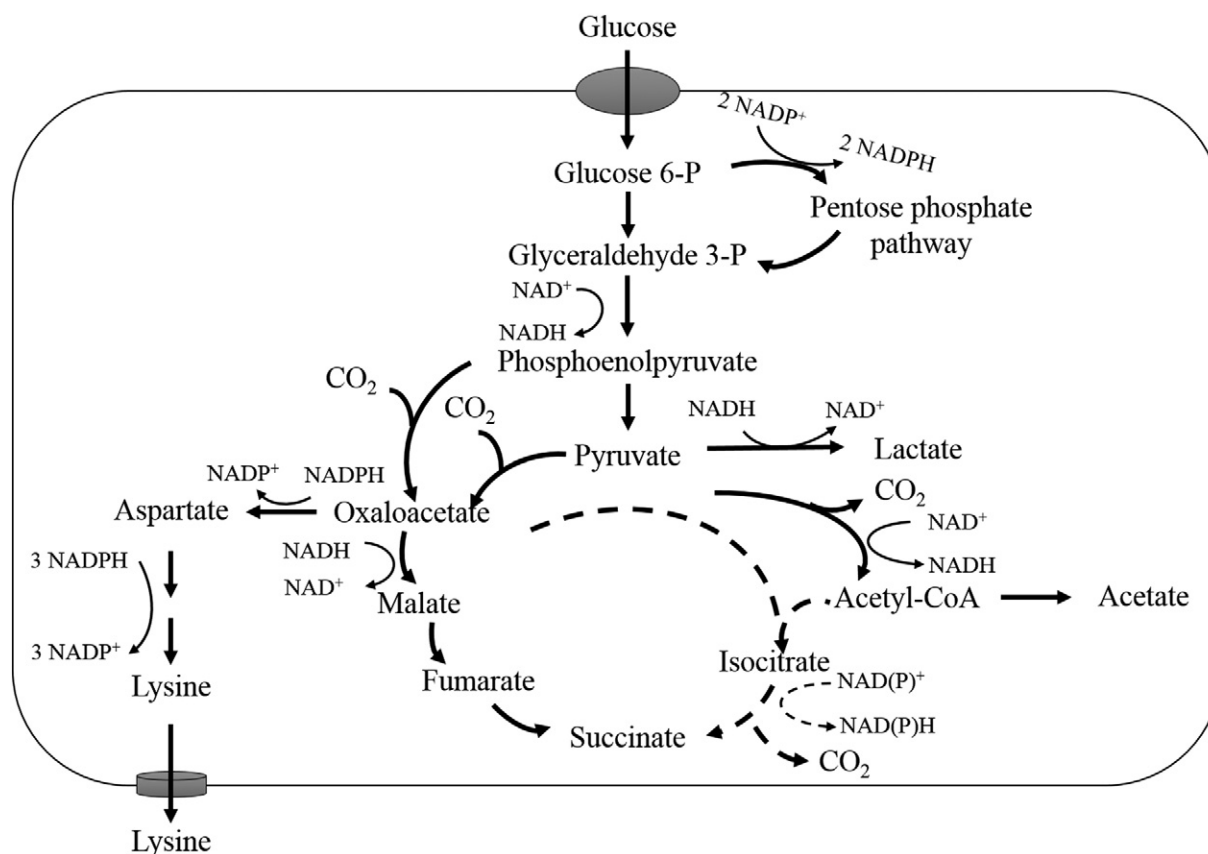 Glucose
2 NADP⁺
2 NADPH
Glucose 6-P
Pentose phosphate
pathway
Glyceraldehyde 3-P
NAD⁺
NADH
Phosphoenolpyruvate
CO₂
CO₂
NADH
NAD⁺
Pyruvate
Lactate
NADP⁺
NADPH
CO₂
Aspartate
Oxaloacetate
NAD⁺
3 NADPH
NADH
NADH
NAD⁺
Malate
Acetyl-CoA
Acetate
3 NADP⁺
Isocitrate
Lysine
Fumarate
NAD(P)⁺
NAD(P)H
Succinate
CO₂
Lysine